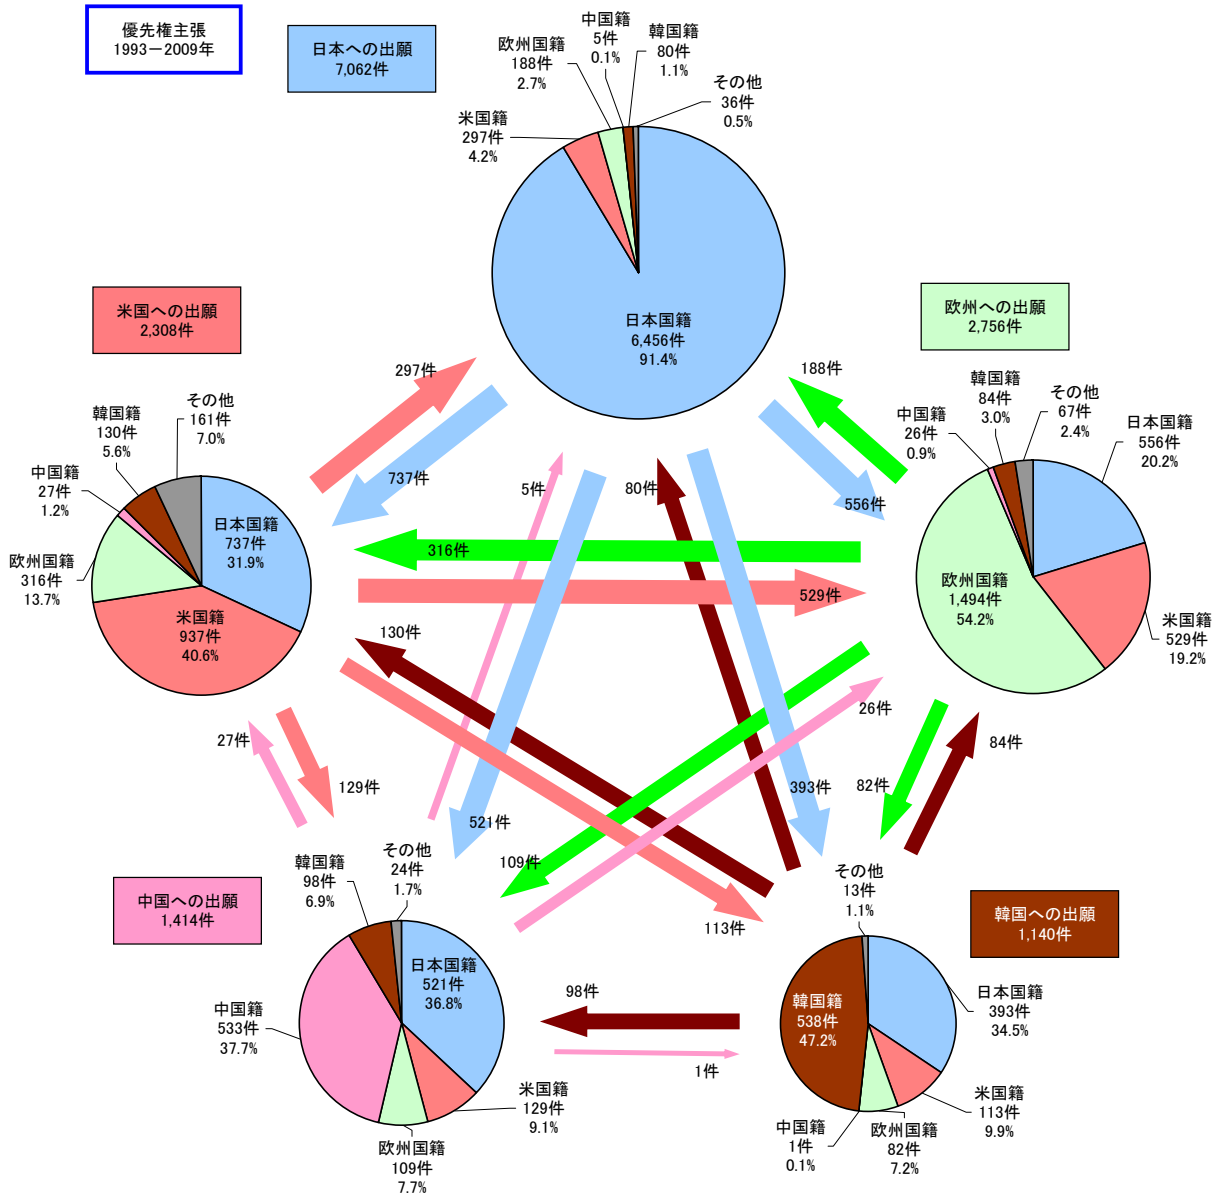 優先権主張
1993－2009年
日本への出願
7,062件
中国籍
5件
0.1%
韓国籍
80件
1.1%
欧州国籍
188件
2.7%
その他
36件
0.5%
米国籍
297件
4.2%
日本国籍
6,456件
91.4%
米国への出願
2,308件
欧州への出願
2,756件
297件
737件
188件
556件
5件
80件
その他
161件
7.0%
韓国籍
130件
5.6%
中国籍
27件
1.2%
欧州国籍
316件
13.7%
日本国籍
737件
31.9%
米国籍
937件
40.6%
韓国籍
84件
3.0%
その他
67件
2.4%
中国籍
26件
0.9%
日本国籍
556件
20.2%
欧州国籍
1,494件
54.2%
米国籍
529件
19.2%
316件
529件
130件
26件
27件
129件
84件
82件
393件
521件
109件
113件
中国への出願
1,414件
韓国籍
98件
6.9%
その他
24件
1.7%
日本国籍
521件
36.8%
中国籍
533件
37.7%
米国籍
129件
9.1%
欧州国籍
109件
7.7%
98件
1件
その他
13件
1.1%
韓国への出願
1,140件
韓国籍
538件
47.2%
日本国籍
393件
34.5%
米国籍
113件
9.9%
中国籍
1件
0.1%
欧州国籍
82件
7.2%